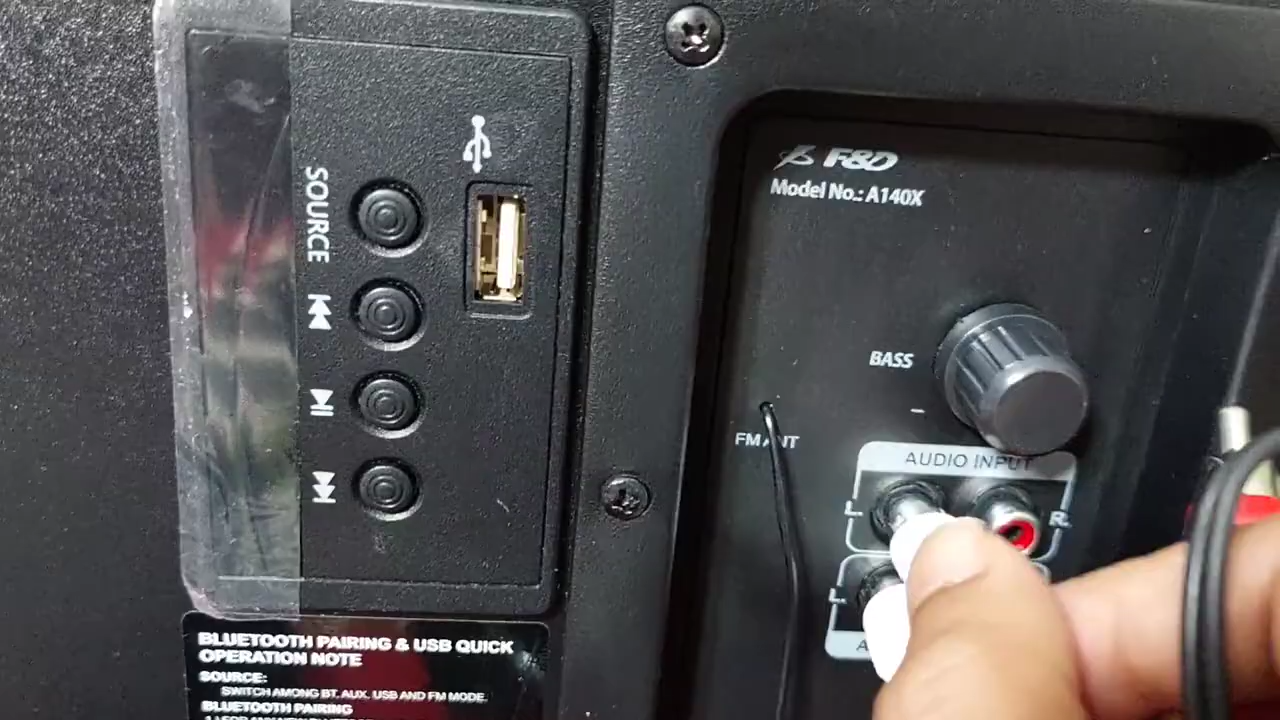 SOURCE
F&D
Model No.: A140X
BASS
FM ANT
AUDIO INPUT
L.
R.
L.
BLUETOOTH PAIRING & USB QUICK
OPERATION NOTE
SOURCE:
SWITCH AMONG BT, AUX, USB AND FM MODE.
BLUETOOTH PAIRING